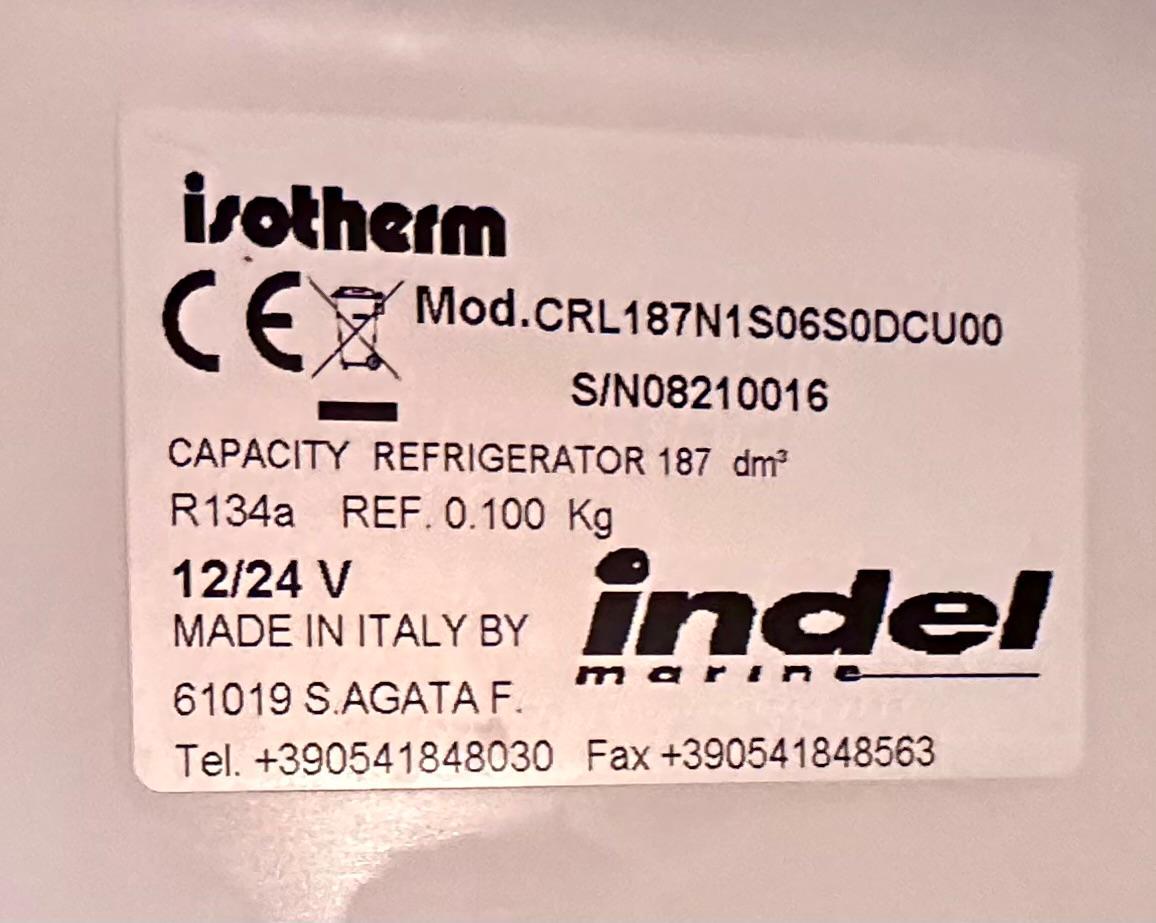 isotherm
CE Mod.CRL187N1S06S0DCU00
S/N08210016
CAPACITY REFRIGERATOR 187 dm³
R134a REF. 0.100 Kg
12/24 V
MADE IN ITALY BY
indel
marine
61019 S.AGATA F.
Tel. +390541848030 Fax +390541848563